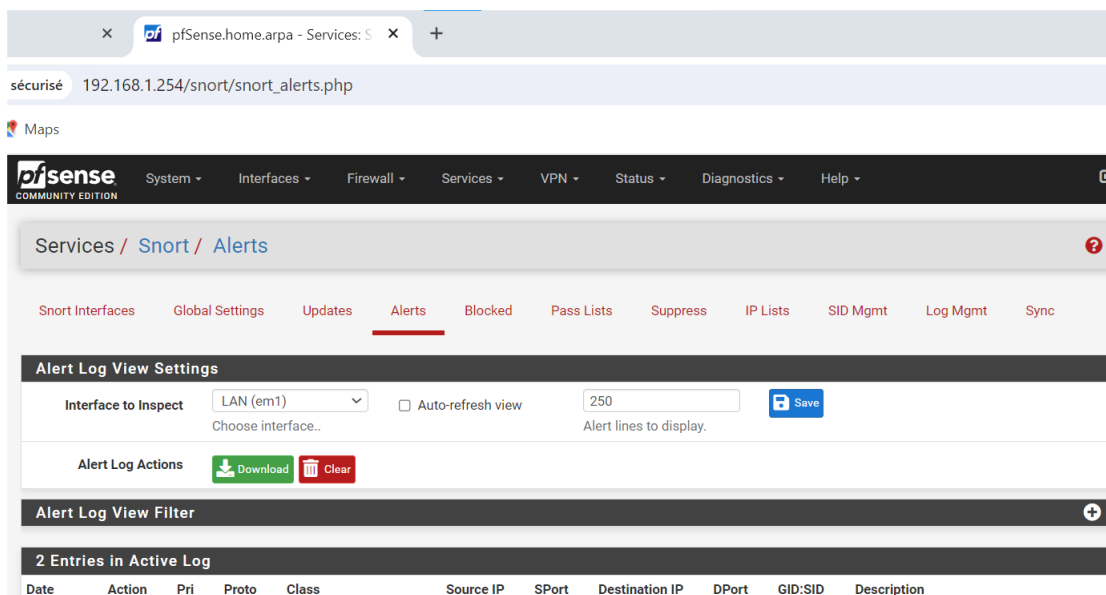 pfSense.home.arpa - Services: S
sécurisé 192.168.1.254/snort/snort_alerts.php
Maps
pfsense
COMMUNITY EDITION
System Interfaces Firewall Services VPN Status Diagnostics Help
Services / Snort / Alerts
Snort Interfaces Global Settings Updates Alerts Blocked Pass Lists Suppress IP Lists SID Mgmt Log Mgmt Sync
Alert Log View Settings
Interface to Inspect LAN (em1) Auto-refresh view 250 Save
Choose interface.. Alert lines to display.
Alert Log Actions Download Clear
Alert Log View Filter
2 Entries in Active Log
Date Action Pri Proto Class Source IP SPort Destination IP DPort GID:SID Description